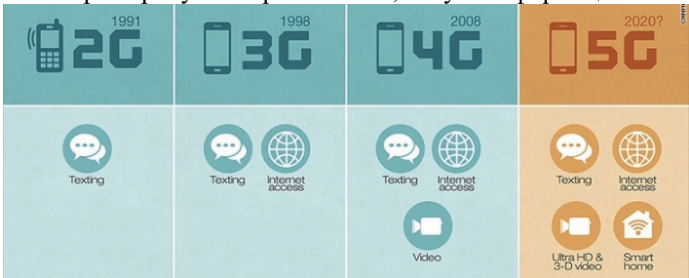 1991
2G
1998
3G
2008
4G
2020?
5G
Texting
Texting
Internet
access
Texting
Internet
access
Video
Texting
Internet
access
Ultra HD &
3-D video
Smart
home